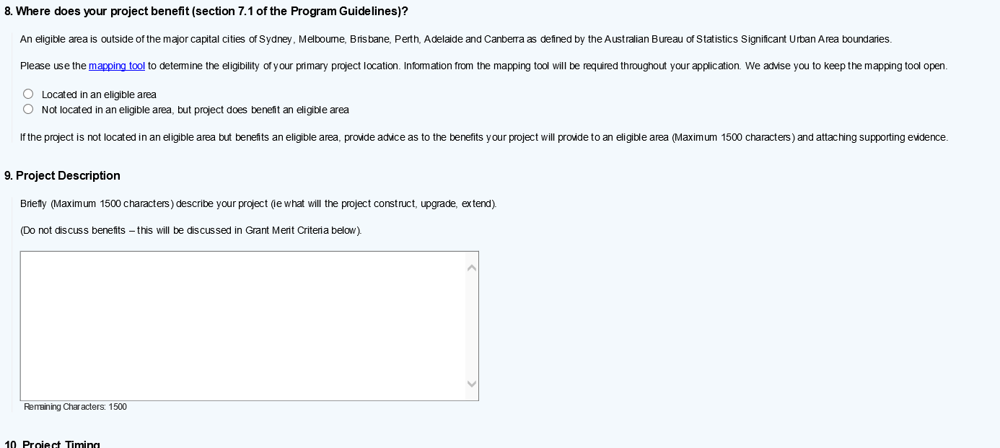 8. Where does your project benefit (section 7.1 of the Program Guidelines)?
An eligible area is outside of the major capital cities of Sydney, Melbourne, Brisbane, Perth, Adelaide and Canberra as defined by the Australian Bureau of Statistics Significant Urban Area boundaries.
Please use the mapping tool to determine the eligibility of your primary project location. Information from the mapping tool will be required throughout your application. We advise you to keep the mapping tool open.
Located in an eligible area
Not located in an eligible area, but project does benefit an eligible area
If the project is not located in an eligible area but benefits an eligible area, provide advice as to the benefits your project will provide to an eligible area (Maximum 1500 characters) and attaching supporting evidence.
9. Project Description
Briefly (Maximum 1500 characters) describe your project (ie what will the project construct, upgrade, extend).
(Do not discuss benefits – this will be discussed in Grant Merit Criteria below).
Remaining Characters: 1500
10. Project Timing